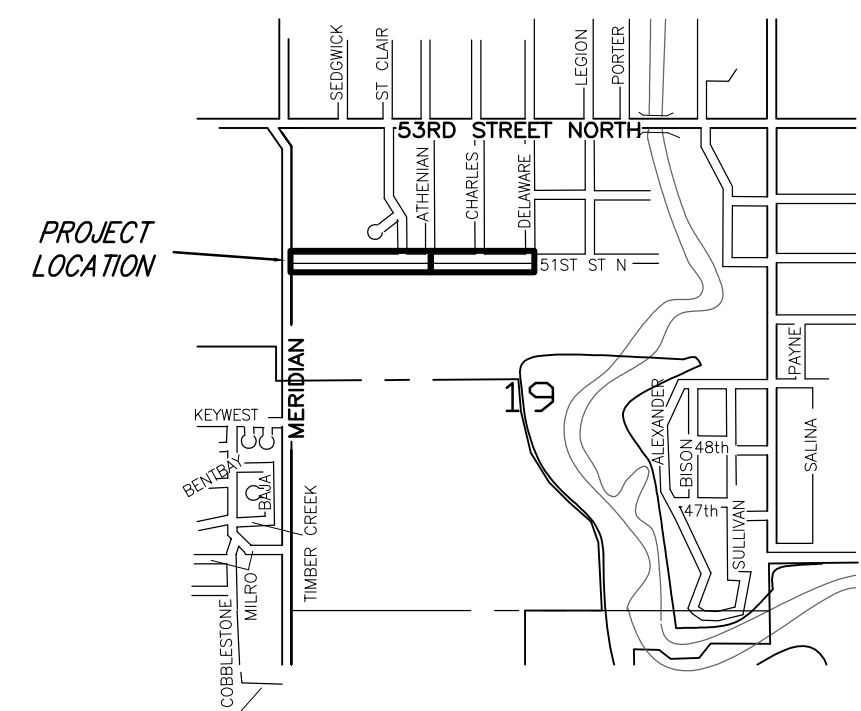 SEDGWICK
ST CLAIR
LEGION
PORTER
53RD STREET NORTH
ATHENIAN
CHARLES
DELAWARE
PROJECT
LOCATION
51ST ST N
MERIDIAN
19
PAYNE
KEYWEST
ALEXANDER
BISON
48th
SALINA
BENTBAY
BAJA
47th
SULLIVAN
TIMBER CREEK
MILRO
COBBLESTONE